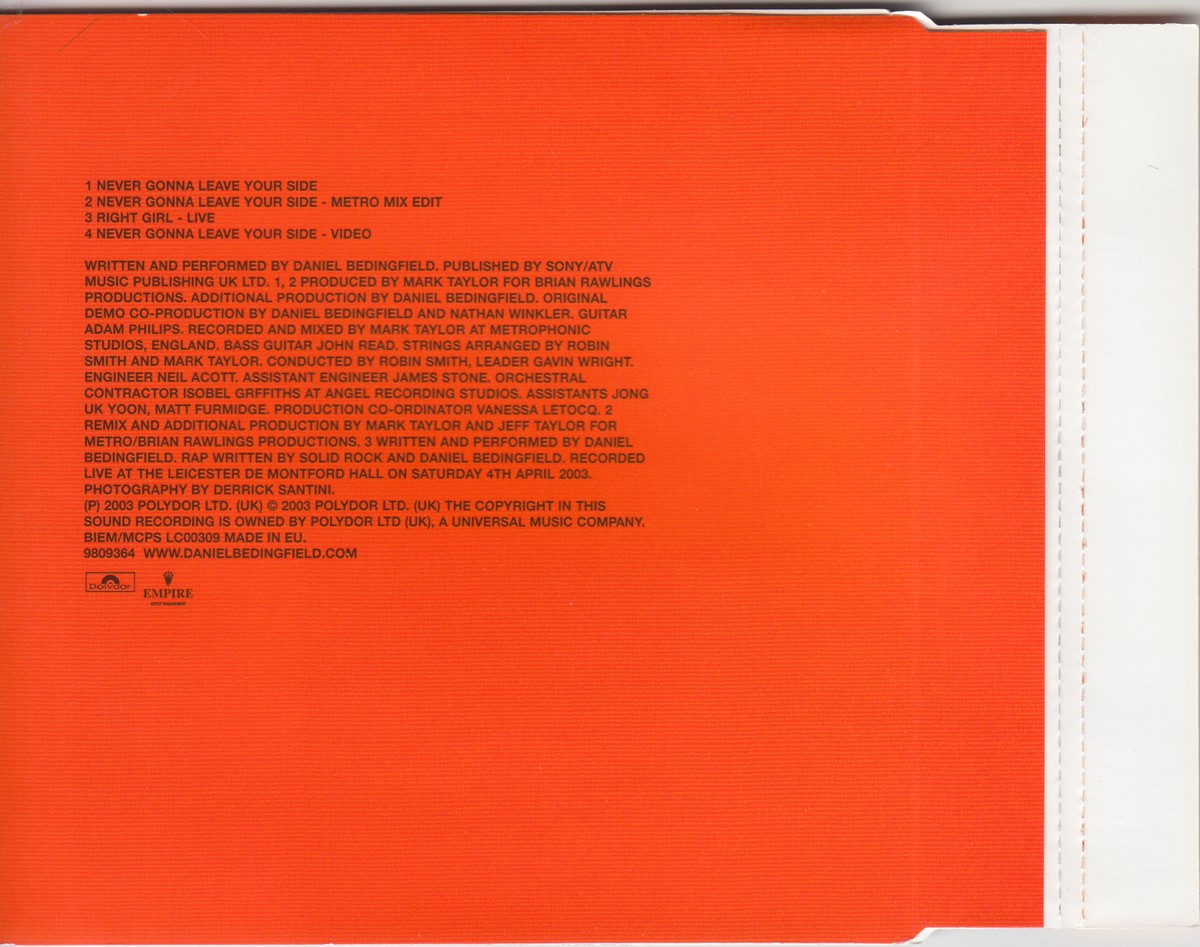 1 NEVER GONNA LEAVE YOUR SIDE
2 NEVER GONNA LEAVE YOUR SIDE - METRO MIX EDIT
3 RIGHT GIRL - LIVE
4 NEVER GONNA LEAVE YOUR SIDE - VIDEO
WRITTEN AND PERFORMED BY DANIEL BEDINGFIELD. PUBLISHED BY SONY/ATV
MUSIC PUBLISHING UK LTD. 1, 2 PRODUCED BY MARK TAYLOR FOR BRIAN RAWLINGS
PRODUCTIONS. ADDITIONAL PRODUCTION BY DANIEL BEDINGFIELD. ORIGINAL
DEMO CO-PRODUCTION BY DANIEL BEDINGFIELD AND NATHAN WINKLER. GUITAR
ADAM PHILIPS. RECORDED AND MIXED BY MARK TAYLOR AT METROPHONIC
STUDIOS, ENGLAND. BASS GUITAR JOHN READ. STRINGS ARRANGED BY ROBIN
SMITH AND MARK TAYLOR. CONDUCTED BY ROBIN SMITH, LEADER GAVIN WRIGHT.
ENGINEER NEIL ACOTT. ASSISTANT ENGINEER JAMES STONE. ORCHESTRAL
CONTRACTOR ISOBEL GRFFITHS AT ANGEL RECORDING STUDIOS. ASSISTANTS JONG
UK YOON, MATT FURMIDGE. PRODUCTION CO-ORDINATOR VANESSA LETOCQ. 2
REMIX AND ADDITIONAL PRODUCTION BY MARK TAYLOR AND JEFF TAYLOR FOR
METRO/BRIAN RAWLINGS PRODUCTIONS. 3 WRITTEN AND PERFORMED BY DANIEL
BEDINGFIELD. RAP WRITTEN BY SOLID ROCK AND DANIEL BEDINGFIELD. RECORDED
LIVE AT THE LEICESTER DE MONTFORD HALL ON SATURDAY 4TH APRIL 2003.
PHOTOGRAPHY BY DERRICK SANTINI.
(P) 2003 POLYDOR LTD. (UK) © 2003 POLYDOR LTD. (UK) THE COPYRIGHT IN THIS
SOUND RECORDING IS OWNED BY POLYDOR LTD (UK), A UNIVERSAL MUSIC COMPANY.
BIEM/MCPS LC00309 MADE IN EU.
9809364 WWW.DANIELBEDINGFIELD.COM
Polydor
EMPIRE